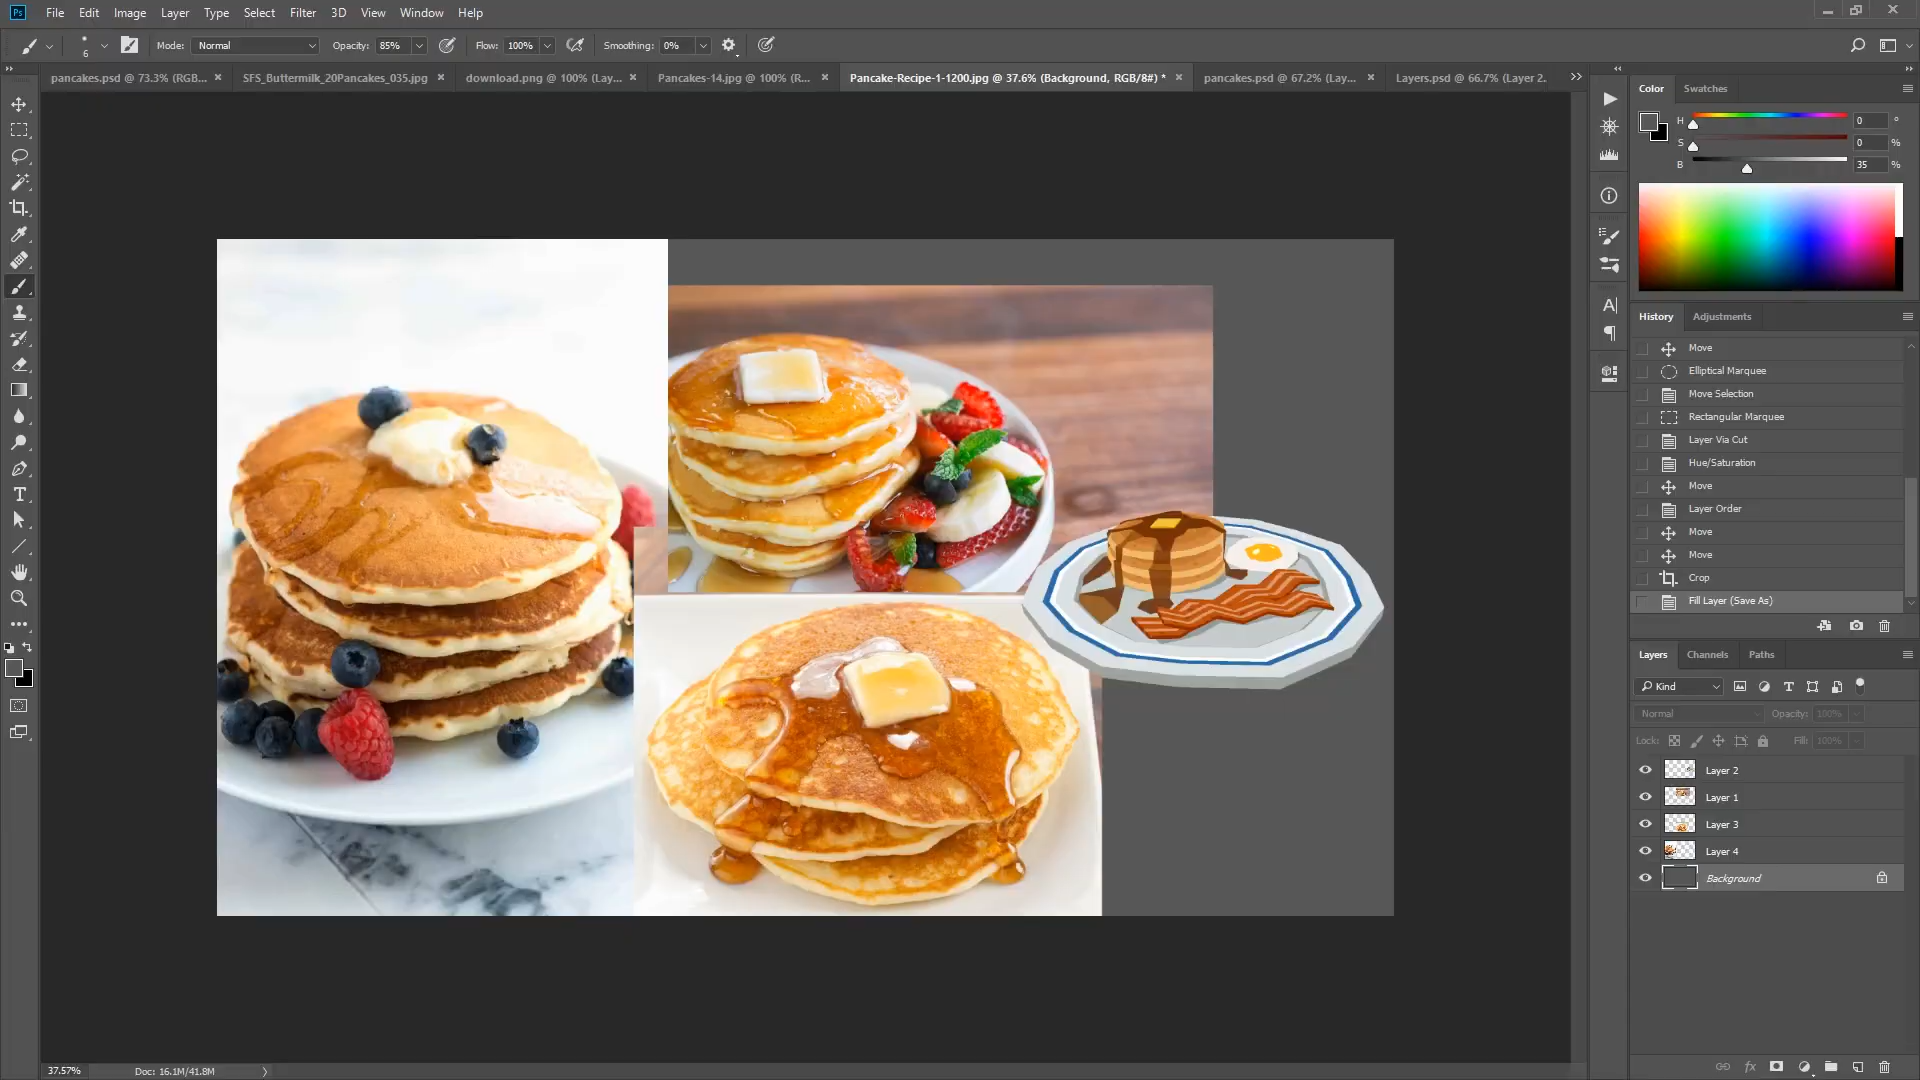 Ps File Edit Image Layer Type Select Filter 3D View Window Help
6 Mode: Normal Opacity: 85% Flow: 100% Smoothing: 0%
pancakes.psd @ 73.3% (RGB... × SFS_Buttermilk_20Pancakes_035.jpg × download.png @ 100% (Lay... × Pancakes-14.jpg @ 100% (R... × Pancake-Recipe-1-1200.jpg @ 37.6% (Background, RGB/8#) * × pancakes.psd @ 67.2% (Lay... × Layers.psd @ 66.7% (Layer 2.
Color Swatches
H 0 °
S 0 %
B 35 %
History Adjustments
Move
Elliptical Marquee
Move Selection
Rectangular Marquee
Layer Via Cut
Hue/Saturation
Move
Layer Order
Move
Move
Crop
Fill Layer (Save As)
Layers Channels Paths
Kind
Normal Opacity: 100%
Lock: Fill: 100%
Layer 2
Layer 1
Layer 3
Layer 4
Background
fx
37.57% Doc: 16.1M/41.8M